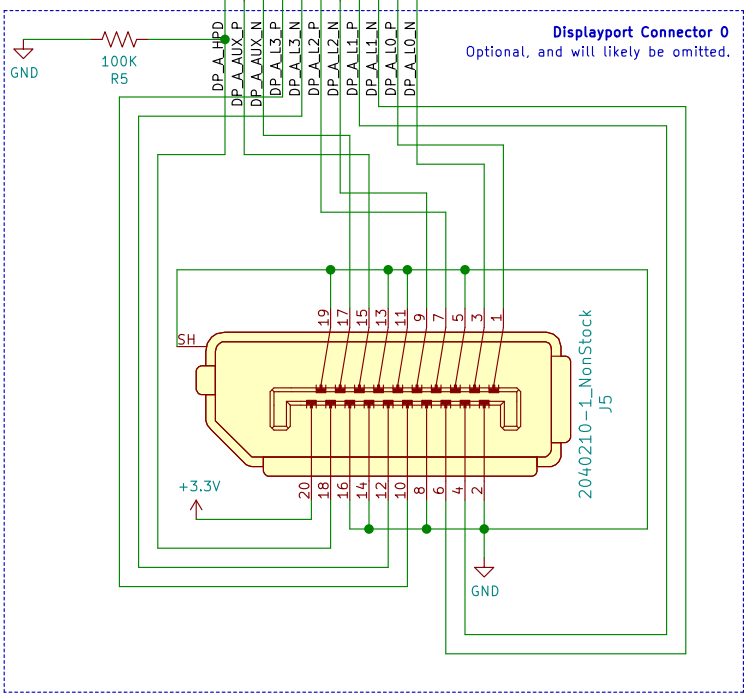 Displayport Connector 0
Optional, and will likely be omitted.
DP_A_HPD
DP_A_AUX_P
DP_A_AUX_N
DP_A_L3_P
DP_A_L3_N
DP_A_L2_P
DP_A_L2_N
DP_A_L1_P
DP_A_L1_N
DP_A_L0_P
DP_A_L0_N
GND
100K
R5
19
17
15
13
11
9
7
5
3
1
SH
2040210-1_NonStock
J5
+3.3V
20
18
16
14
12
10
8
6
4
2
GND